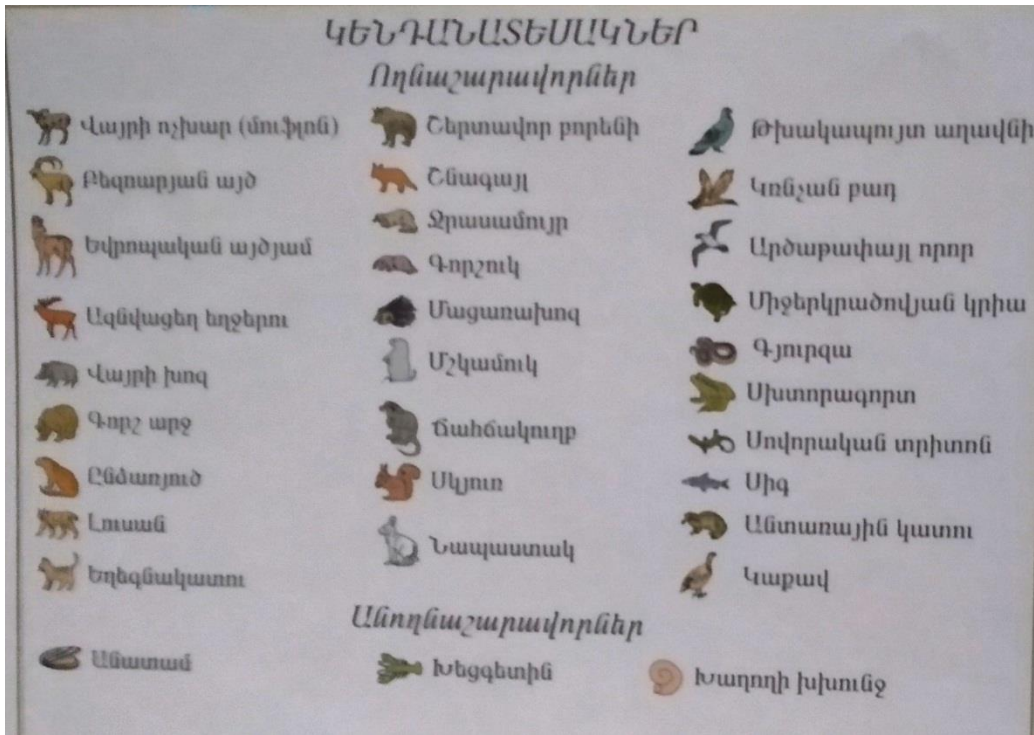 ԿԵՆԴԱՆԱՏԵՍԱԿՆԵՐ
Ողնաշարավորներ
Վայրի ոչխար (մուֆլոն)
Բեզոարյան այծ
Եվրոպական այծյամ
Ազնվացեղ եղջերու
Վայրի խոզ
Գորշ արջ
Ընձառյուծ
Լուսան
Եղեգնակատու
Շերտավոր բորենի
Շնագայլ
Ջրասամույր
Գորշուկ
Մացառախոզ
Մշկամուկ
Ճահճակուղբ
Սկյուռ
Նապաստակ
Թխակապույտ աղավնի
Կռնչան բադ
Արծաթափայլ որոր
Միջերկրածովյան կրիա
Գյուրզա
Սխտորագորտ
Սովորական տրիտոն
Սիգ
Անտառային կատու
Կաքավ
Անողնաշարավորներ
Անատամ
Խեցգետին
Խաղողի խխունջ